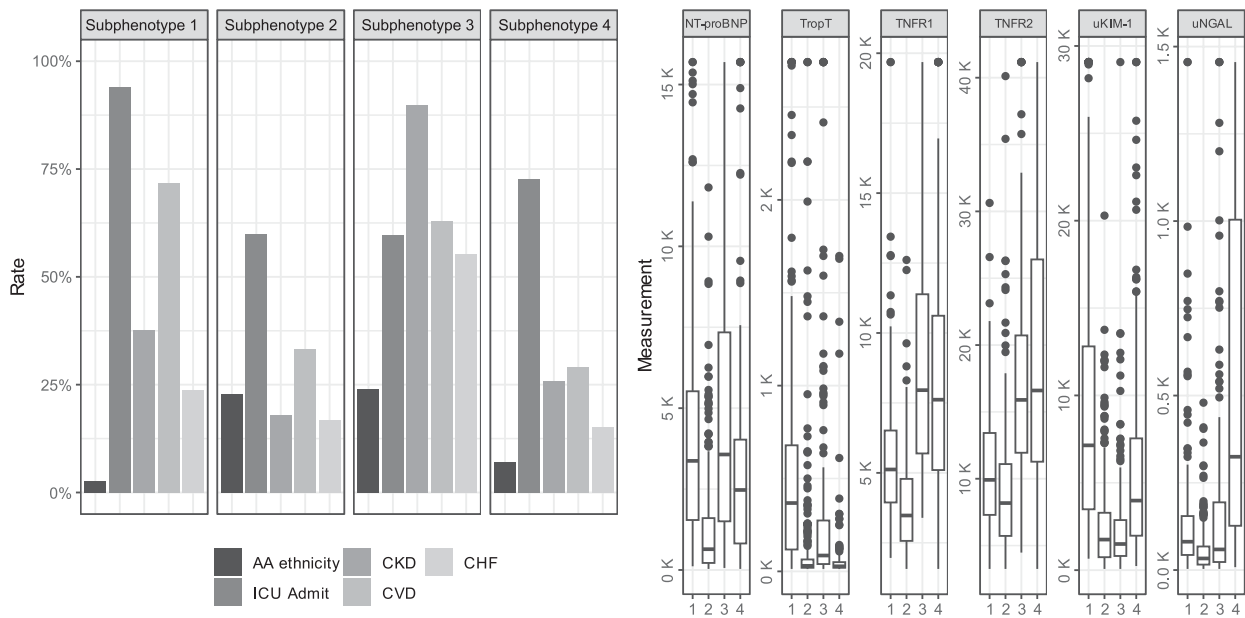 Subphenotype 1 Subphenotype 2 Subphenotype 3 Subphenotype 4
100%
75%
50%
25%
0%
Rate
AA ethnicity CKD CHF
ICU Admit CVD
NT-proBNP TropT TNFR1 TNFR2 uKIM-1 uNGAL
Measurement
15 K
10 K
5 K
0 K
2 K
1 K
0 K
20 K
15 K
10 K
5 K
40 K
30 K
20 K
10 K
30 K
20 K
10 K
0 K
1.5 K
1.0 K
0.5 K
0.0 K
1 2 3 4 1 2 3 4 1 2 3 4 1 2 3 4 1 2 3 4 1 2 3 4